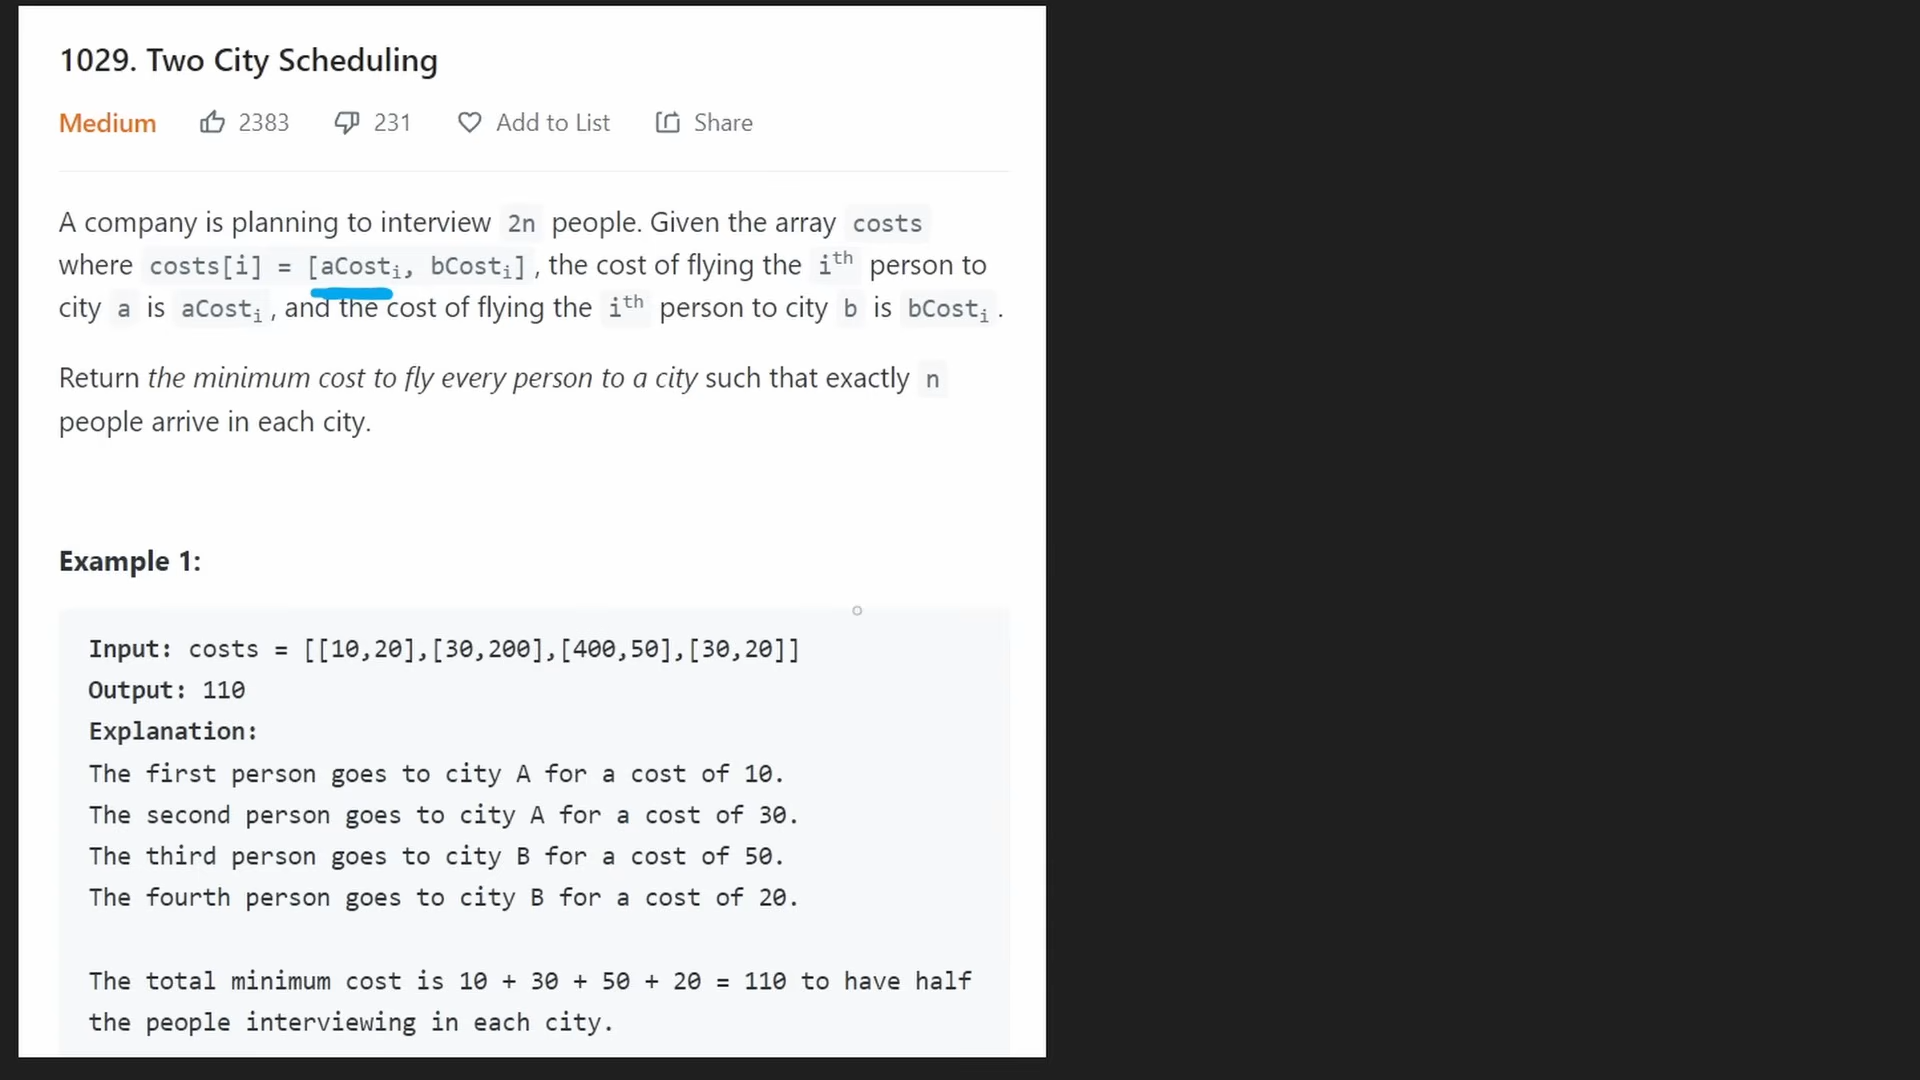 1029. Two City Scheduling
Medium 2383 231 Add to List Share
A company is planning to interview 2n people. Given the array costs
where costs[i] = [aCosti, bCosti], the cost of flying the ith person to
city a is aCosti, and the cost of flying the ith person to city b is bCosti.
Return the minimum cost to fly every person to a city such that exactly n
people arrive in each city.
Example 1:
Input: costs = [[10,20],[30,200],[400,50],[30,20]]
Output: 110
Explanation:
The first person goes to city A for a cost of 10.
The second person goes to city A for a cost of 30.
The third person goes to city B for a cost of 50.
The fourth person goes to city B for a cost of 20.
The total minimum cost is 10 + 30 + 50 + 20 = 110 to have half
the people interviewing in each city.